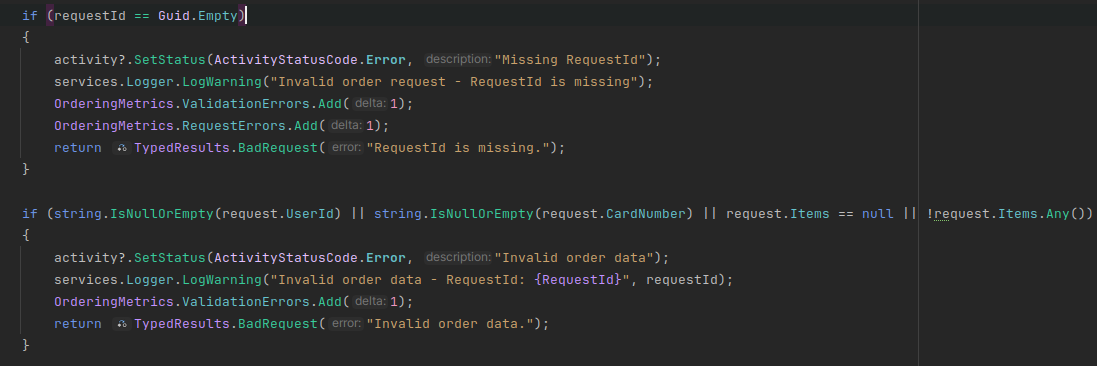 if (requestId == Guid.Empty)
{
activity?.SetStatus(ActivityStatusCode.Error, description: "Missing RequestId");
services.Logger.LogWarning("Invalid order request - RequestId is missing");
OrderingMetrics.ValidationErrors.Add( delta: 1);
OrderingMetrics.RequestErrors.Add( delta: 1);
return TypedResults.BadRequest( error: "RequestId is missing.");
}
if (string.IsNullOrEmpty(request.UserId) || string.IsNullOrEmpty(request.CardNumber) || request.Items == null || !request.Items.Any())
{
activity?.SetStatus(ActivityStatusCode.Error, description: "Invalid order data");
services.Logger.LogWarning("Invalid order data - RequestId: {RequestId}", requestId);
OrderingMetrics.ValidationErrors.Add( delta: 1);
return TypedResults.BadRequest( error: "Invalid order data.");
}